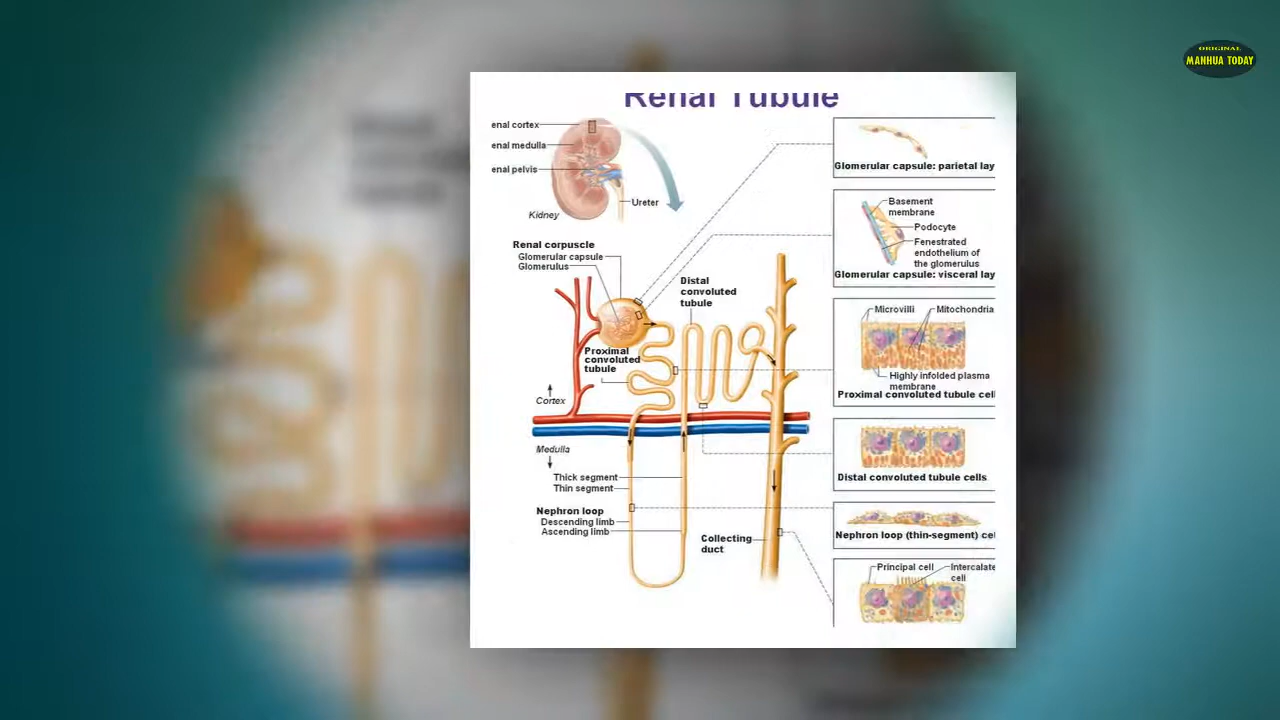 ORIGINAL
MANHUA TODAY
Renal Tubule
enal cortex
enal medulla
enal pelvis
Ureter
Kidney
Renal corpuscle
Glomerular capsule
Glomerulus
Distal
convoluted
tubule
Proximal
convoluted
tubule
Cortex
Medulla
Thick segment
Thin segment
Nephron loop
Descending limb
Ascending limb
Collecting
duct
Glomerular capsule: parietal lay
Basement
membrane
Podocyte
Fenestrated
endothelium of
the glomerulus
Glomerular capsule: visceral lay
Microvilli
Mitochondria
Highly infolded plasma
membrane
Proximal convoluted tubule cell
Distal convoluted tubule cells
Nephron loop (thin-segment) cel
Principal cell
Intercalate
cell